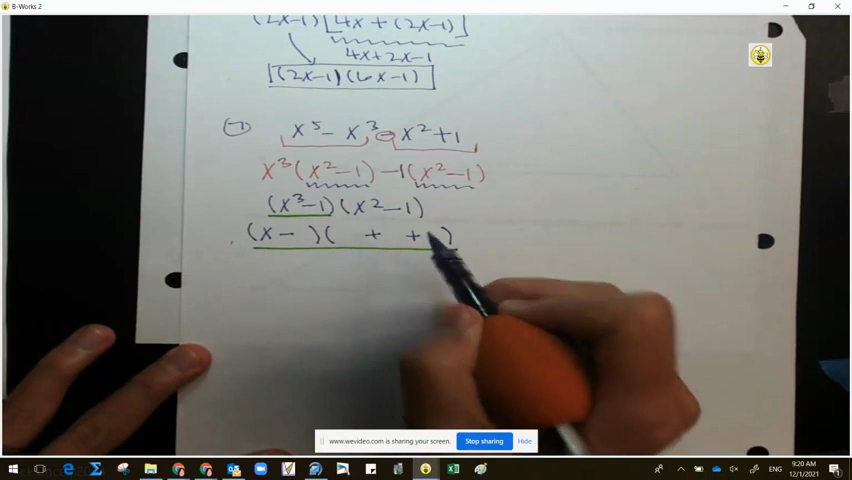 B-Works 2
(2x-1)[4x+(2x-1)]
4x+2x-1
(2x-1)(6x-1)
7 x⁵-x³-x²+1
x³(x²-1)-1(x²-1)
(x³-1)(x²-1)
(x- )( + + )
www.wevideo.com is sharing your screen. Stop sharing Hide
9:20 AM
12/1/2021